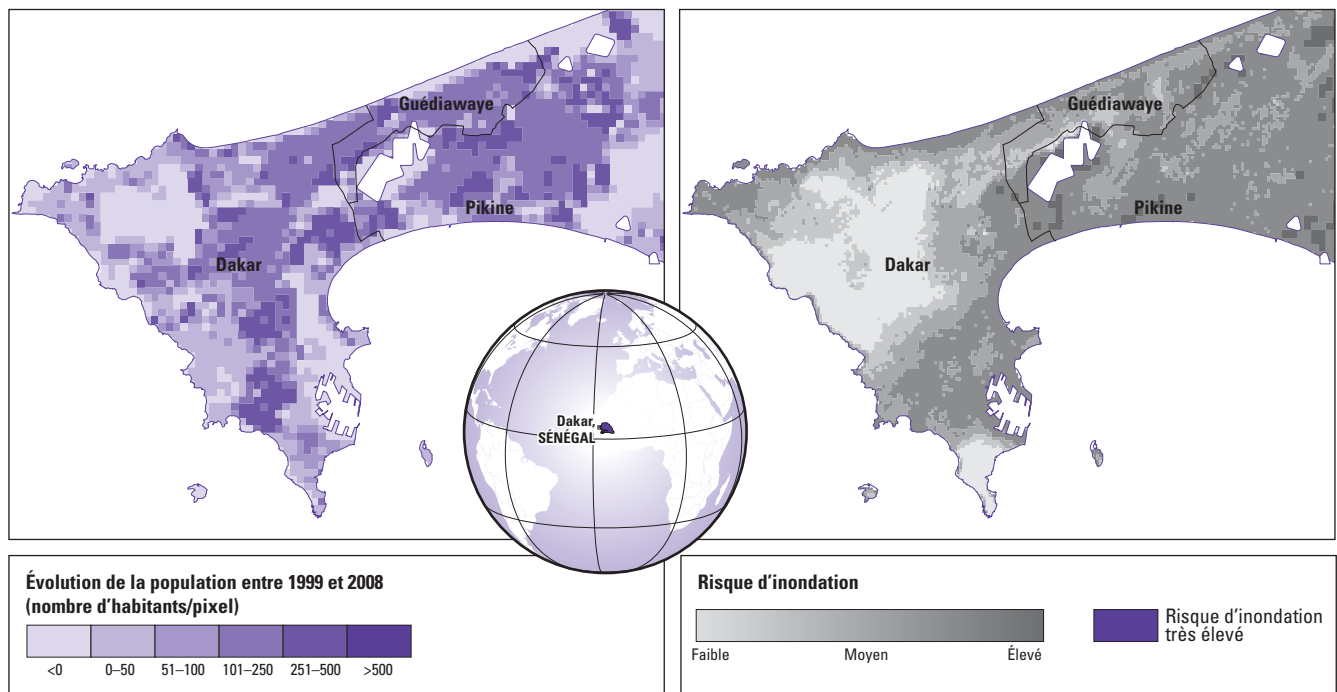 Guédiawaye
Pikine
Dakar
Guédiawaye
Pikine
Dakar
Dakar,
SÉNÉGAL
Évolution de la population entre 1999 et 2008
(nombre d'habitants/pixel)
<0 0–50 51–100 101–250 251–500 >500
Risque d'inondation
Faible Moyen Élevé
Risque d'inondation
très élevé